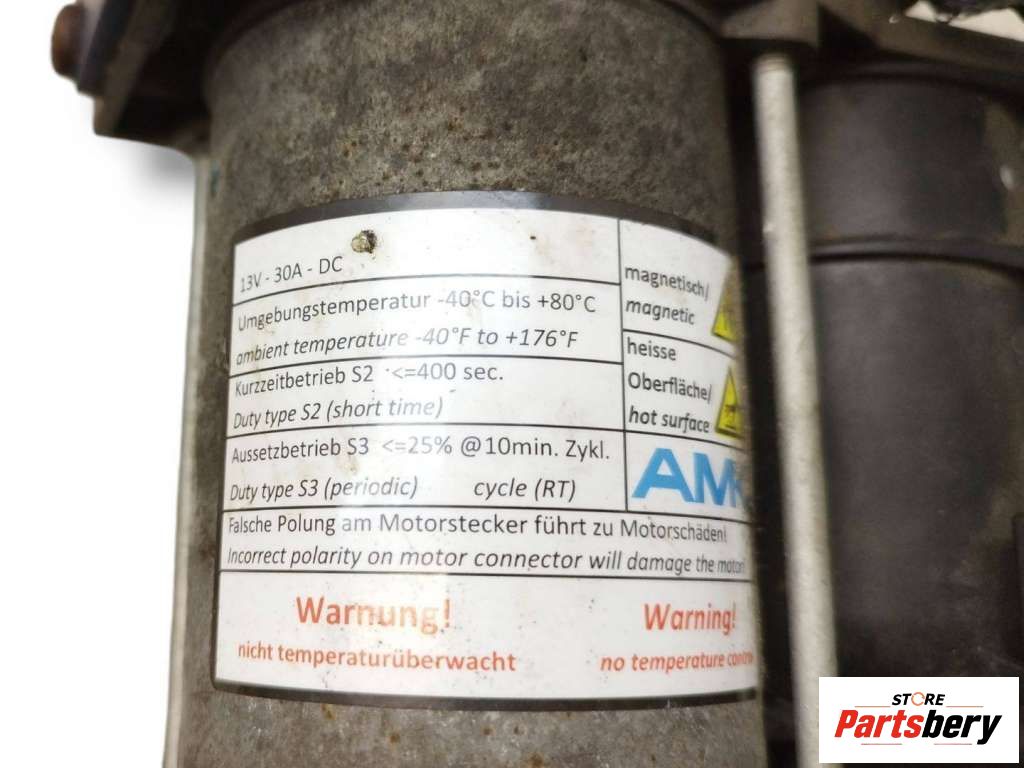 13V - 30A - DC
Umgebungstemperatur -40°C bis +80°C
ambient temperature -40°F to +176°F
Kurzzeitbetrieb S2 <=400 sec.
Duty type S2 (short time)
Aussetzbetrieb S3 <=25% @10min. Zykl.
Duty type S3 (periodic) cycle (RT)
magnetisch/
magnetic
heisse
Oberfläche/
hot surface
Falsche Polung am Motorstecker führt zu Motorschäden!
Incorrect polarity on motor connector will damage the motor!
Warnung!
nicht temperaturüberwacht
Warning!
no temperature
STORE
Partsbery